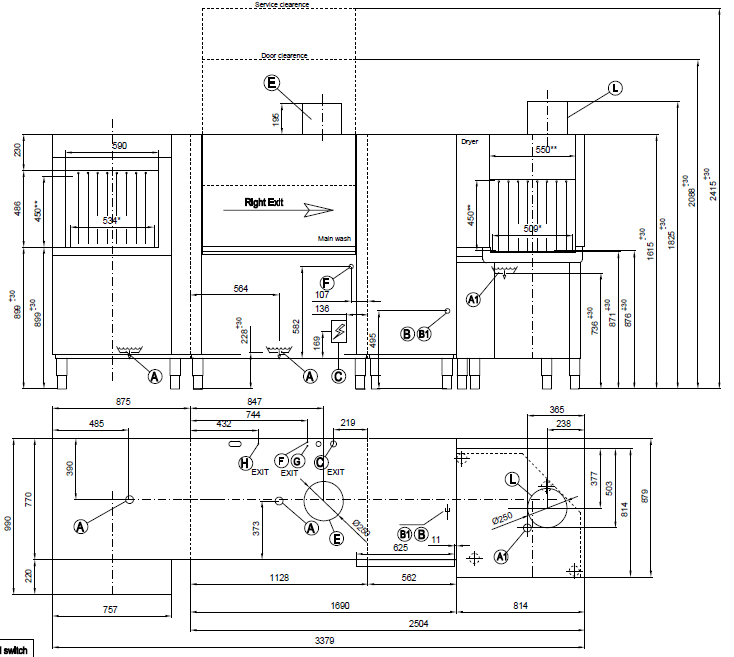 Service clearence
Door clearence
E
L
195
230
590
Dryer
550**
486
450**
534*
Right Exit
Main wash
450**
509*
2415 +30
2088 +30
1825 +30
1615 +30
899 +30
899 +30
564
F
107
136
582
228 +30
169
495
B
B1
A1
736 +30
871 +30
876 +30
A
A
C
875
847
744
432
219
365
238
485
390
H
EXIT
F
G
EXIT
C
EXIT
L
377
503
814
879
990
770
A
373
A
Ø250
E
B1
B
11
Ø250
A1
625
220
1128
562
757
1690
814
2504
3379
switch